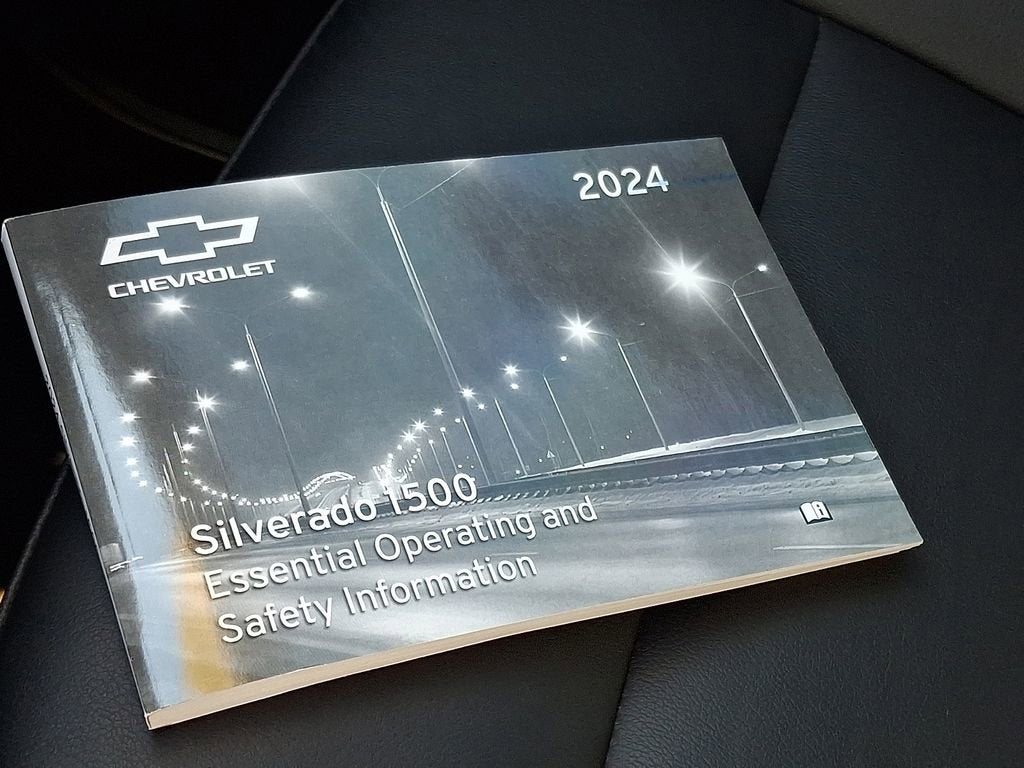 CHEVROLET
2024
Silverado 1500
Essential Operating and
Safety Information